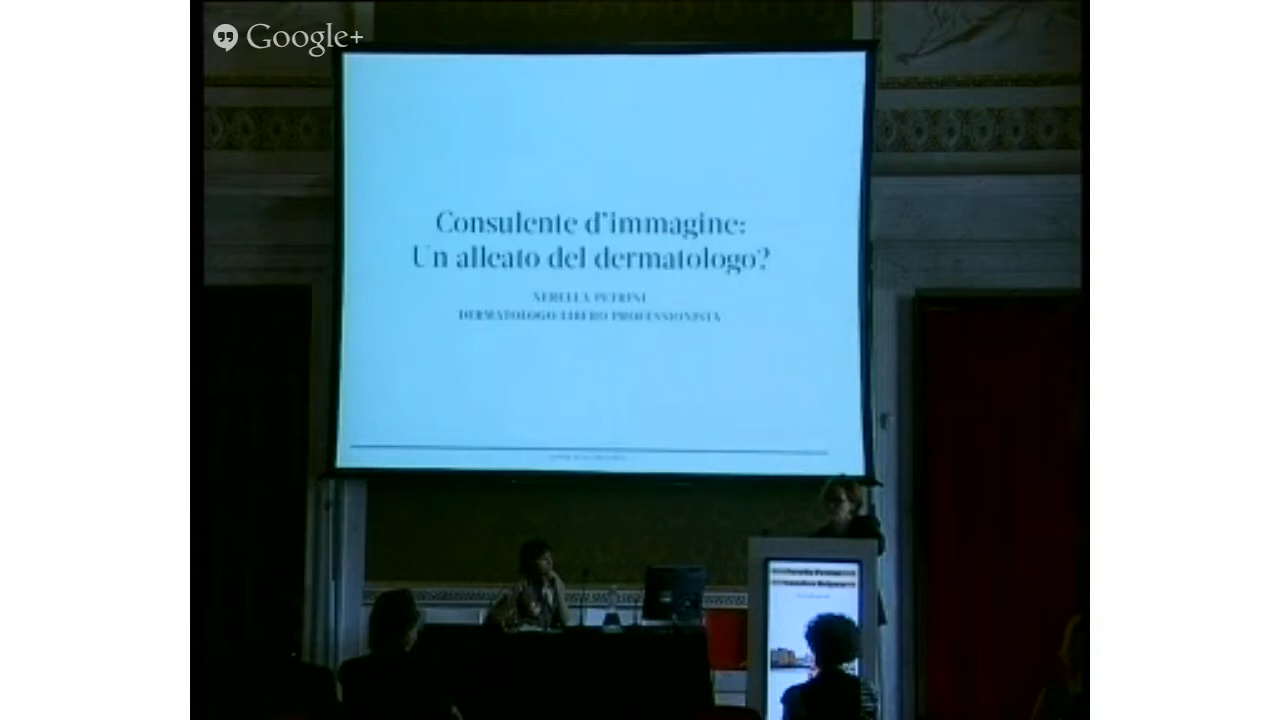 Google+
Consulente d'immagine:
Un alleato del dermatologo?
NERELLA PETRINI
DERMATOLOGO LIBERO PROFESSIONISTA